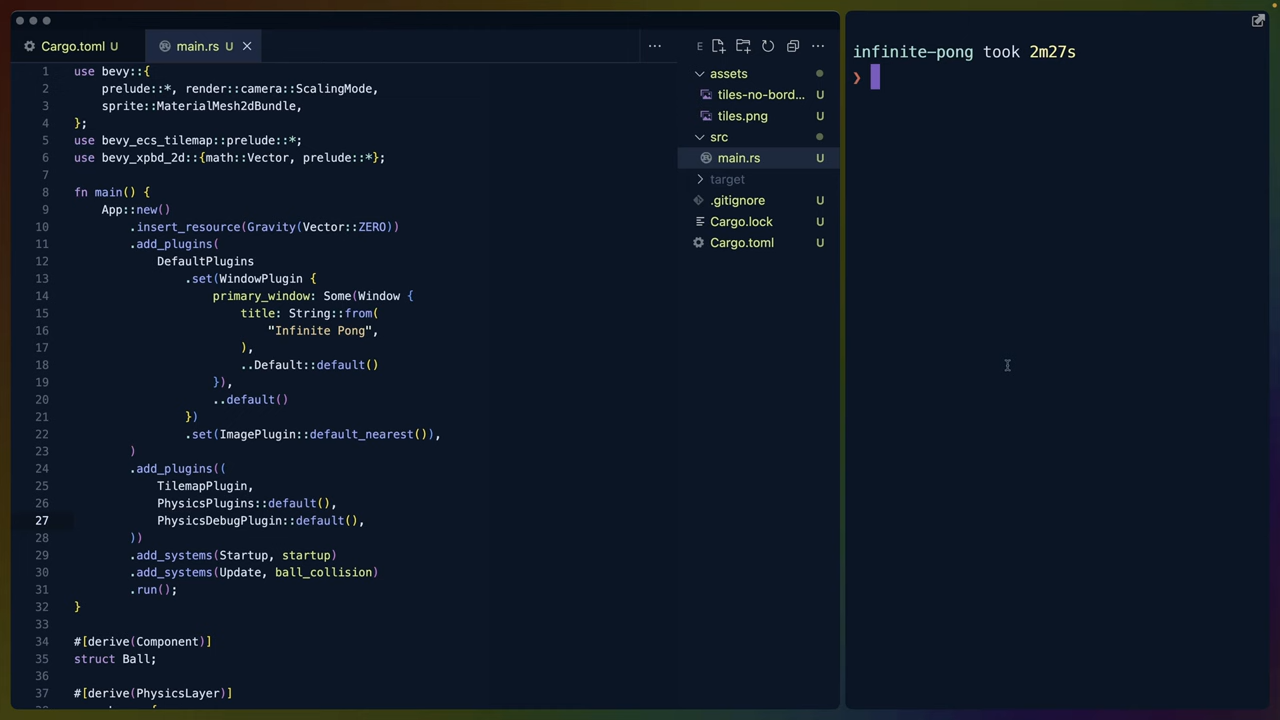 Cargo.toml U
main.rs U
1 use bevy::{
2 prelude::*, render::camera::ScalingMode,
3 sprite::MaterialMesh2dBundle,
4 };
5 use bevy_ecs_tilemap::prelude::*;
6 use bevy_xpbd_2d::{math::Vector, prelude::*};
7
8 fn main() {
9 App::new()
10 .insert_resource(Gravity(Vector::ZERO))
11 .add_plugins(
12 DefaultPlugins
13 .set(WindowPlugin {
14 primary_window: Some(Window {
15 title: String::from(
16 "Infinite Pong",
17 ),
18 ..Default::default()
19 }),
20 ..default()
21 })
22 .set(ImagePlugin::default_nearest()),
23 )
24 .add_plugins((
25 TilemapPlugin,
26 PhysicsPlugins::default(),
27 PhysicsDebugPlugin::default(),
28 ))
29 .add_systems(Startup, startup)
30 .add_systems(Update, ball_collision)
31 .run();
32 }
33
34 #[derive(Component)]
35 struct Ball;
36
37 #[derive(PhysicsLayer)]
E
assets
tiles-no-bord... U
tiles.png U
src
main.rs U
target
.gitignore U
Cargo.lock U
Cargo.toml U
infinite-pong took 2m27s
❯